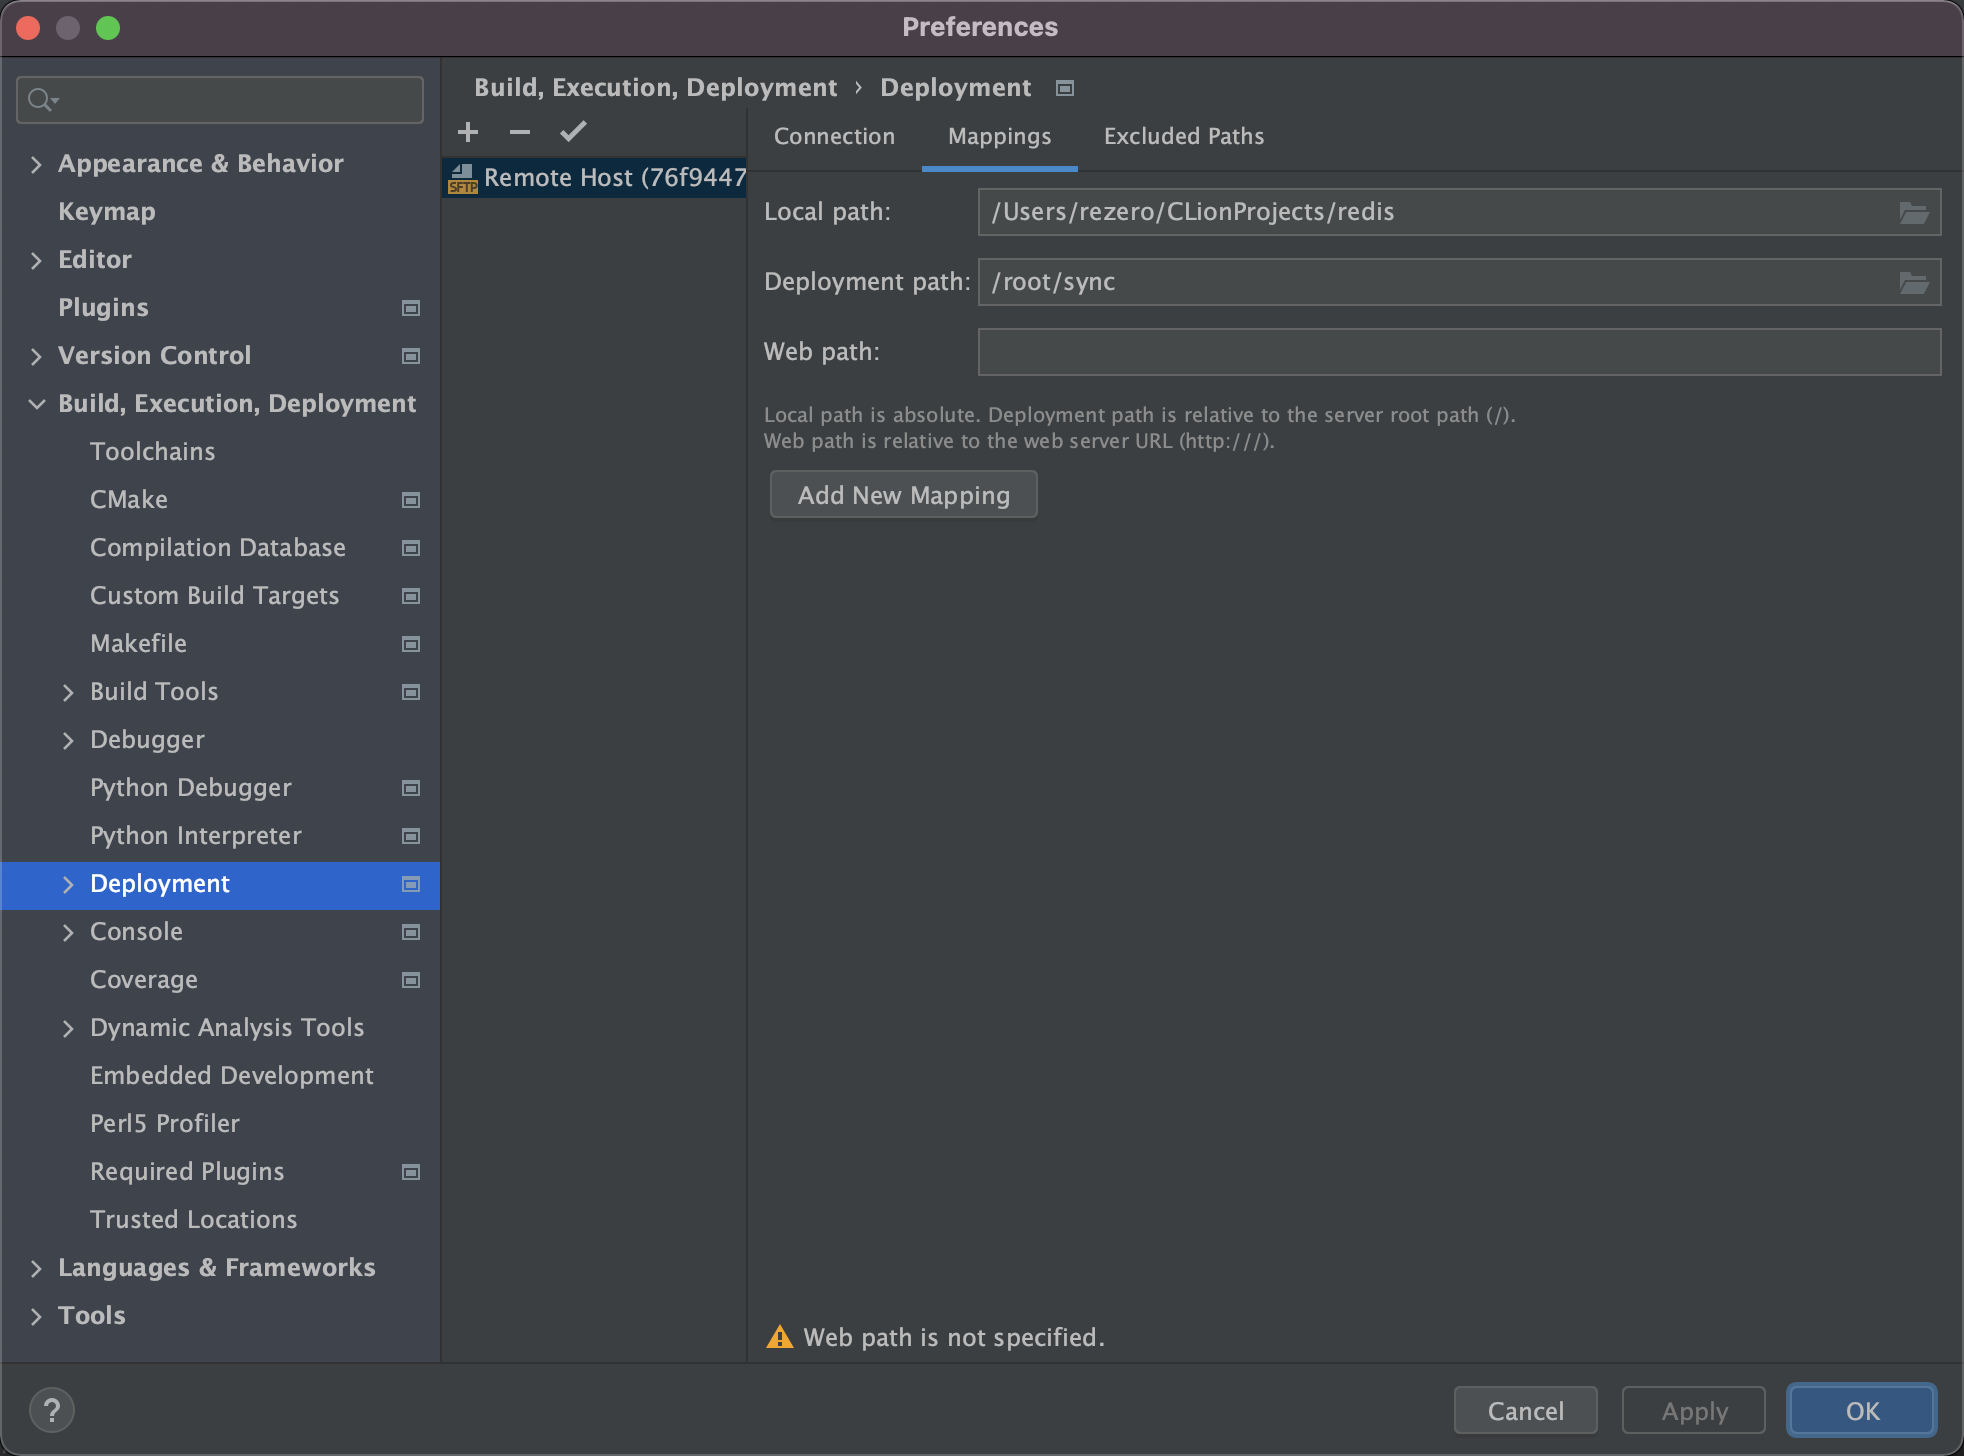 Preferences
Appearance & Behavior
Keymap
Editor
Plugins
Version Control
Build, Execution, Deployment
Toolchains
CMake
Compilation Database
Custom Build Targets
Makefile
Build Tools
Debugger
Python Debugger
Python Interpreter
Deployment
Console
Coverage
Dynamic Analysis Tools
Embedded Development
Perl5 Profiler
Required Plugins
Trusted Locations
Languages & Frameworks
Tools
Build, Execution, Deployment › Deployment
SFTP Remote Host (76f9447
Connection Mappings Excluded Paths
Local path: /Users/rezero/CLionProjects/redis
Deployment path: /root/sync
Web path:
Local path is absolute. Deployment path is relative to the server root path (/).
Web path is relative to the web server URL (http:///).
Add New Mapping
Web path is not specified.
? Cancel Apply OK